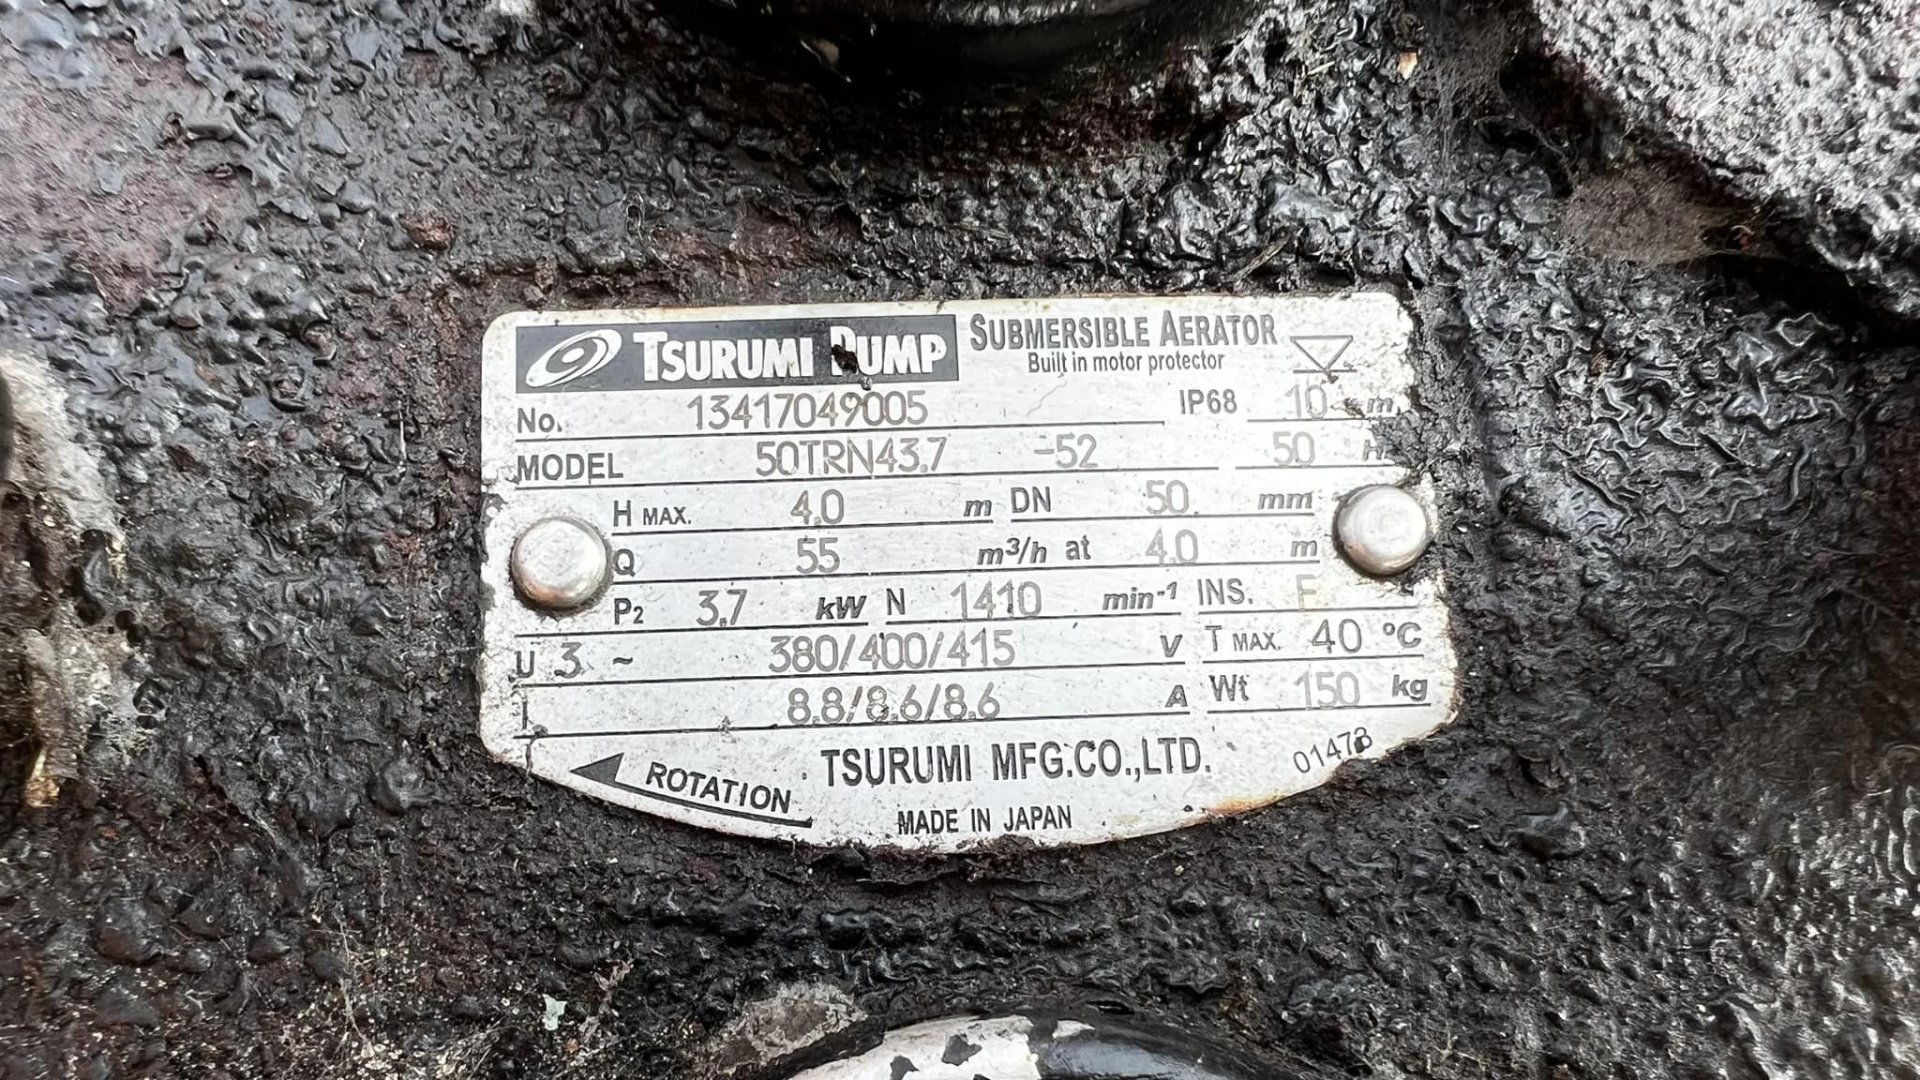 TSURUMI PUMP SUBMERSIBLE AERATOR
Built in motor protector
No. 13417049005 IP68 10 m
MODEL 50TRN43.7 -52 50 H
H MAX. 4.0 m DN 50 mm
Q 55 m³/h at 4.0 m
P2 3.7 kW N 1410 min-1 INS. F
U 3 ~ 380/400/415 V T MAX. 40 °C
I 8.8/8.6/8.6 A Wt 150 kg
ROTATION TSURUMI MFG.CO.,LTD. 01478
MADE IN JAPAN